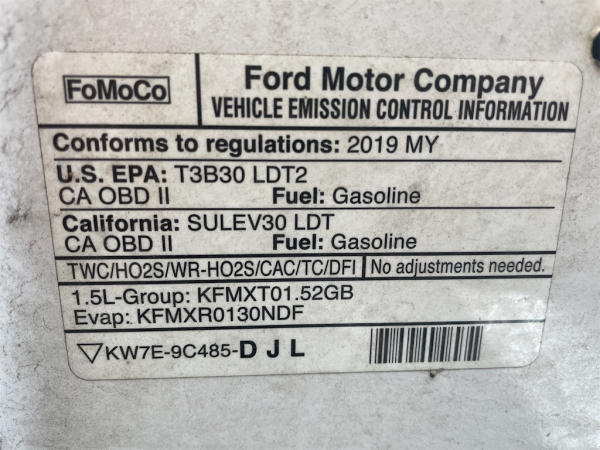 FoMoCo
Ford Motor Company
VEHICLE EMISSION CONTROL INFORMATION
Conforms to regulations: 2019 MY
U.S. EPA: T3B30 LDT2
CA OBD II Fuel: Gasoline
California: SULEV30 LDT
CA OBD II Fuel: Gasoline
TWC/HO2S/WR-HO2S/CAC/TC/DFI No adjustments needed.
1.5L-Group: KFMXT01.52GB
Evap: KFMXR0130NDF
KW7E-9C485-D J L